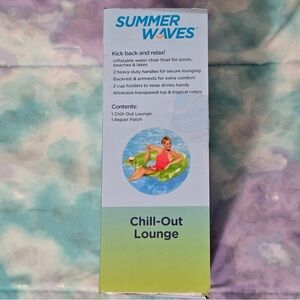 SUMMER
WAVES
Kick back and relax!
Inflatable water chair float for pools,
beaches & lakes
2 heavy-duty handles for secure lounging
Backrest & armrests for extra comfort
2 cup holders to keep drinks handy
Attractive transparent top & tropical colors
Contents:
1 Chill-Out Lounge
1 Repair Patch
Chill-Out
Lounge